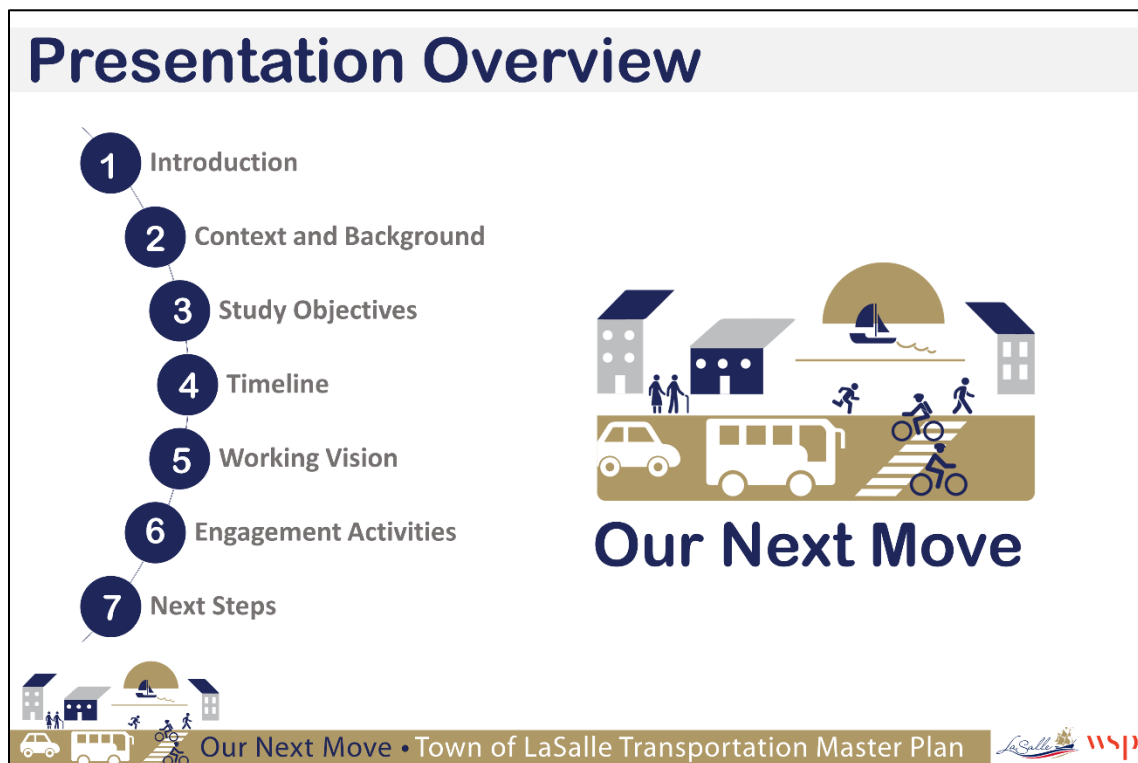 Presentation Overview
1 Introduction
2 Context and Background
3 Study Objectives
4 Timeline
5 Working Vision
6 Engagement Activities
7 Next Steps
Our Next Move
Our Next Move • Town of LaSalle Transportation Master Plan
LaSalle
wsp